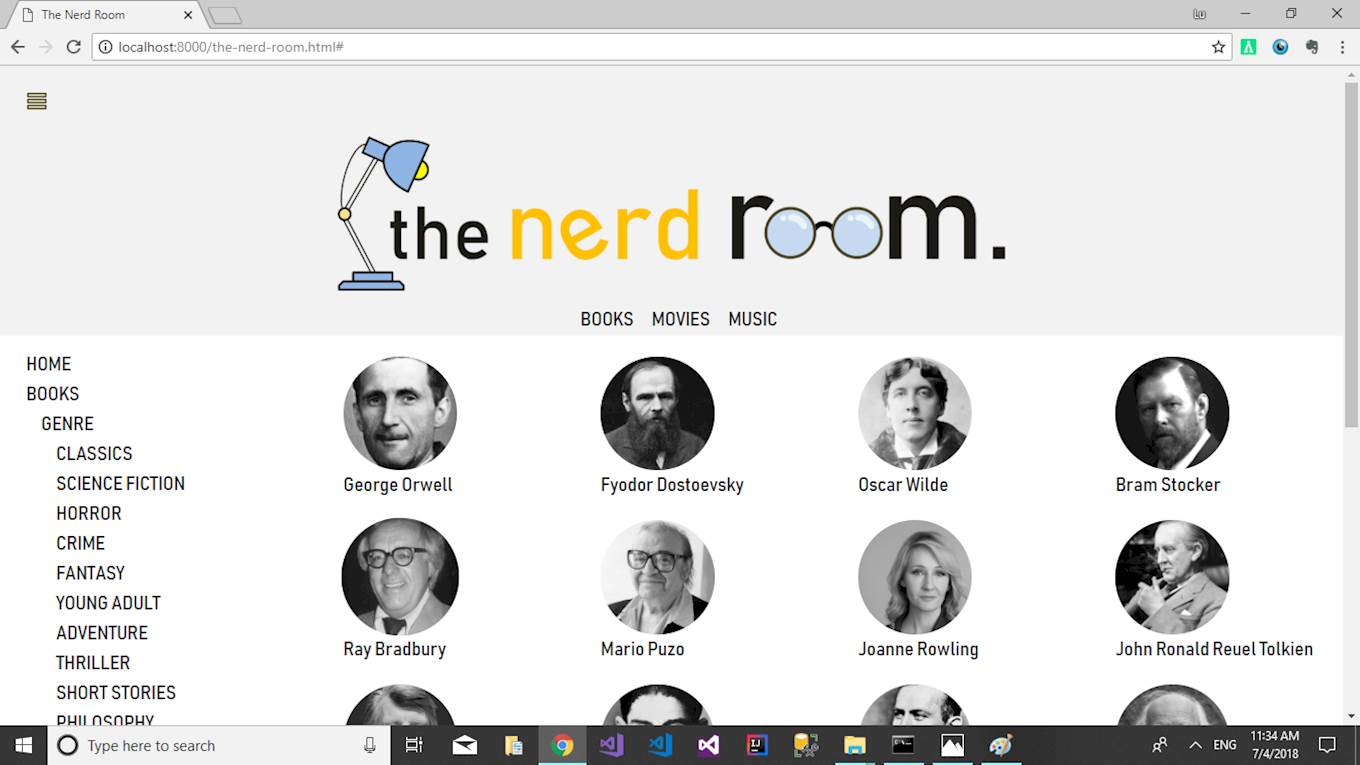 The Nerd Room
localhost:8000/the-nerd-room.html#
the nerd room.
BOOKS MOVIES MUSIC
HOME
BOOKS
GENRE
CLASSICS
SCIENCE FICTION
HORROR
CRIME
FANTASY
YOUNG ADULT
ADVENTURE
THRILLER
SHORT STORIES
PHILOSOPHY
George Orwell
Fyodor Dostoevsky
Oscar Wilde
Bram Stocker
Ray Bradbury
Mario Puzo
Joanne Rowling
John Ronald Reuel Tolkien
Type here to search
ENG
11:34 AM
7/4/2018